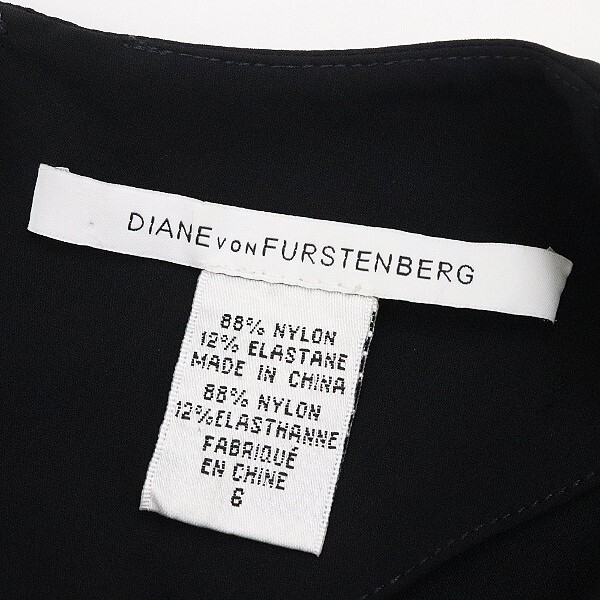 DIANE VON FURSTENBERG
88% NYLON
12% ELASTANE
MADE IN CHINA
88% NYLON
12%ELASTHANNE
FABRIQUÉ
EN CHINE
6